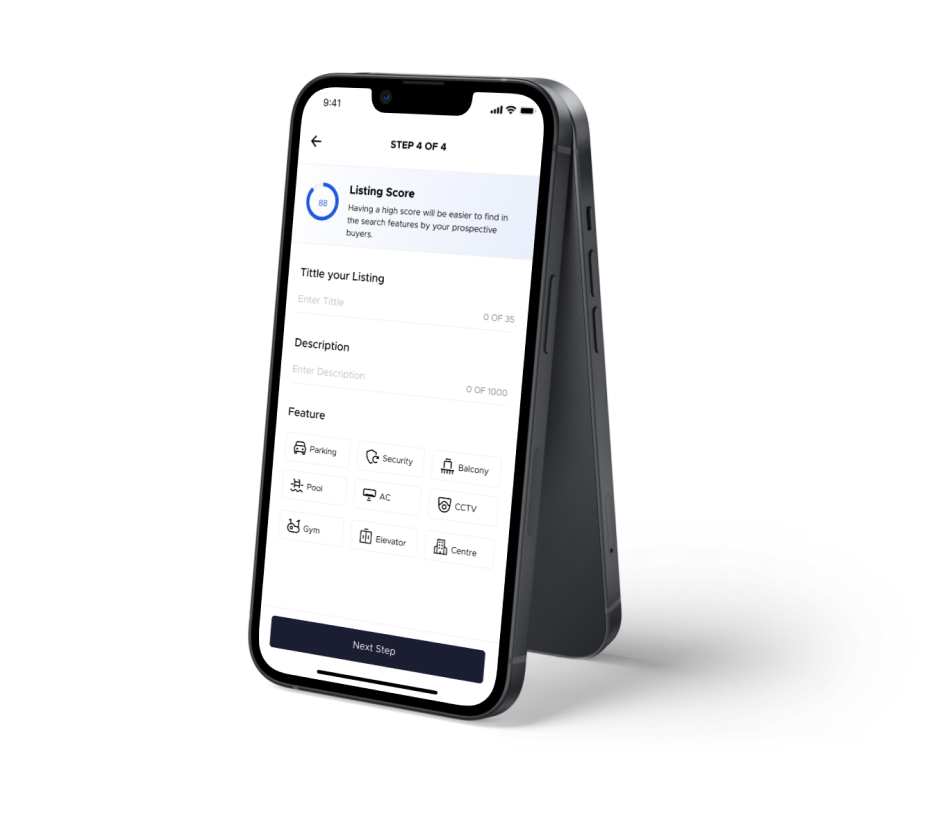 9:41
STEP 4 OF 4
88
Listing Score
Having a high score will be easier to find in
the search features by your prospective
buyers.
Tittle your Listing
Enter Tittle
0 OF 35
Description
Enter Description
0 OF 1000
Feature
Parking
Security
Balcony
Pool
AC
CCTV
Gym
Elevator
Centre
Next Step